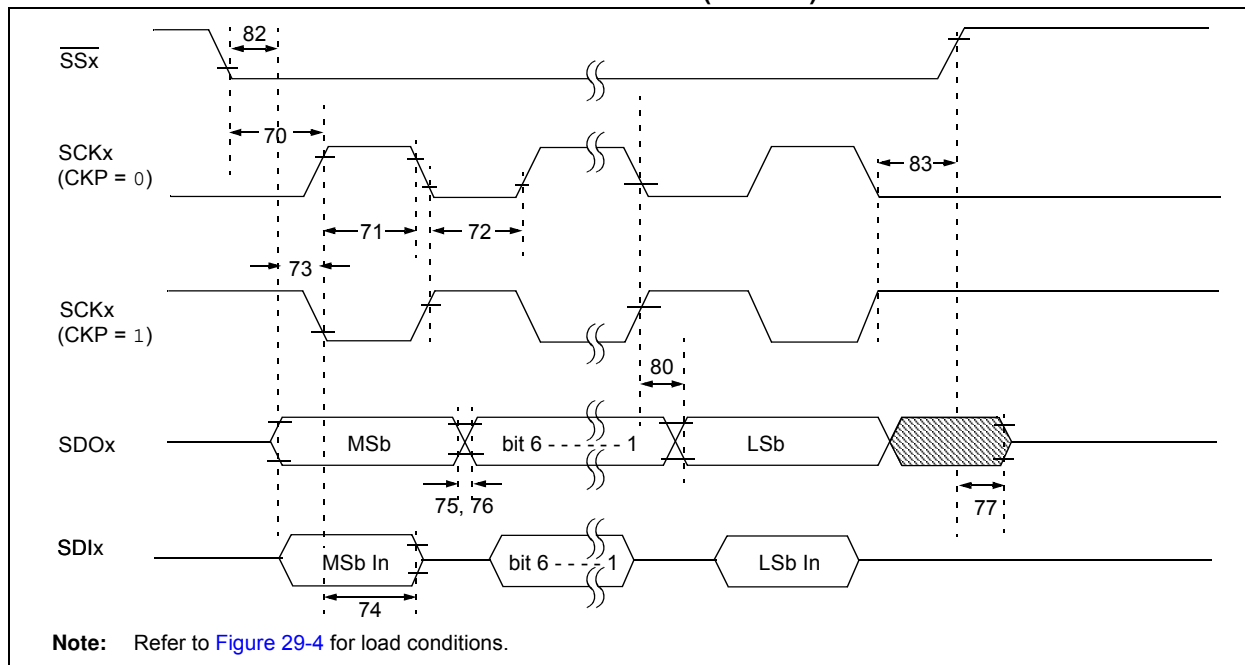 82
SSx
70
SCKx
(CKP = 0)
83
71
72
73
SCKx
(CKP = 1)
80
SDOx
MSb
bit 6 - - - - - - 1
LSb
75, 76
77
SDIx
MSb In
bit 6 - - - - 1
LSb In
74
Note: Refer to Figure 29-4 for load conditions.